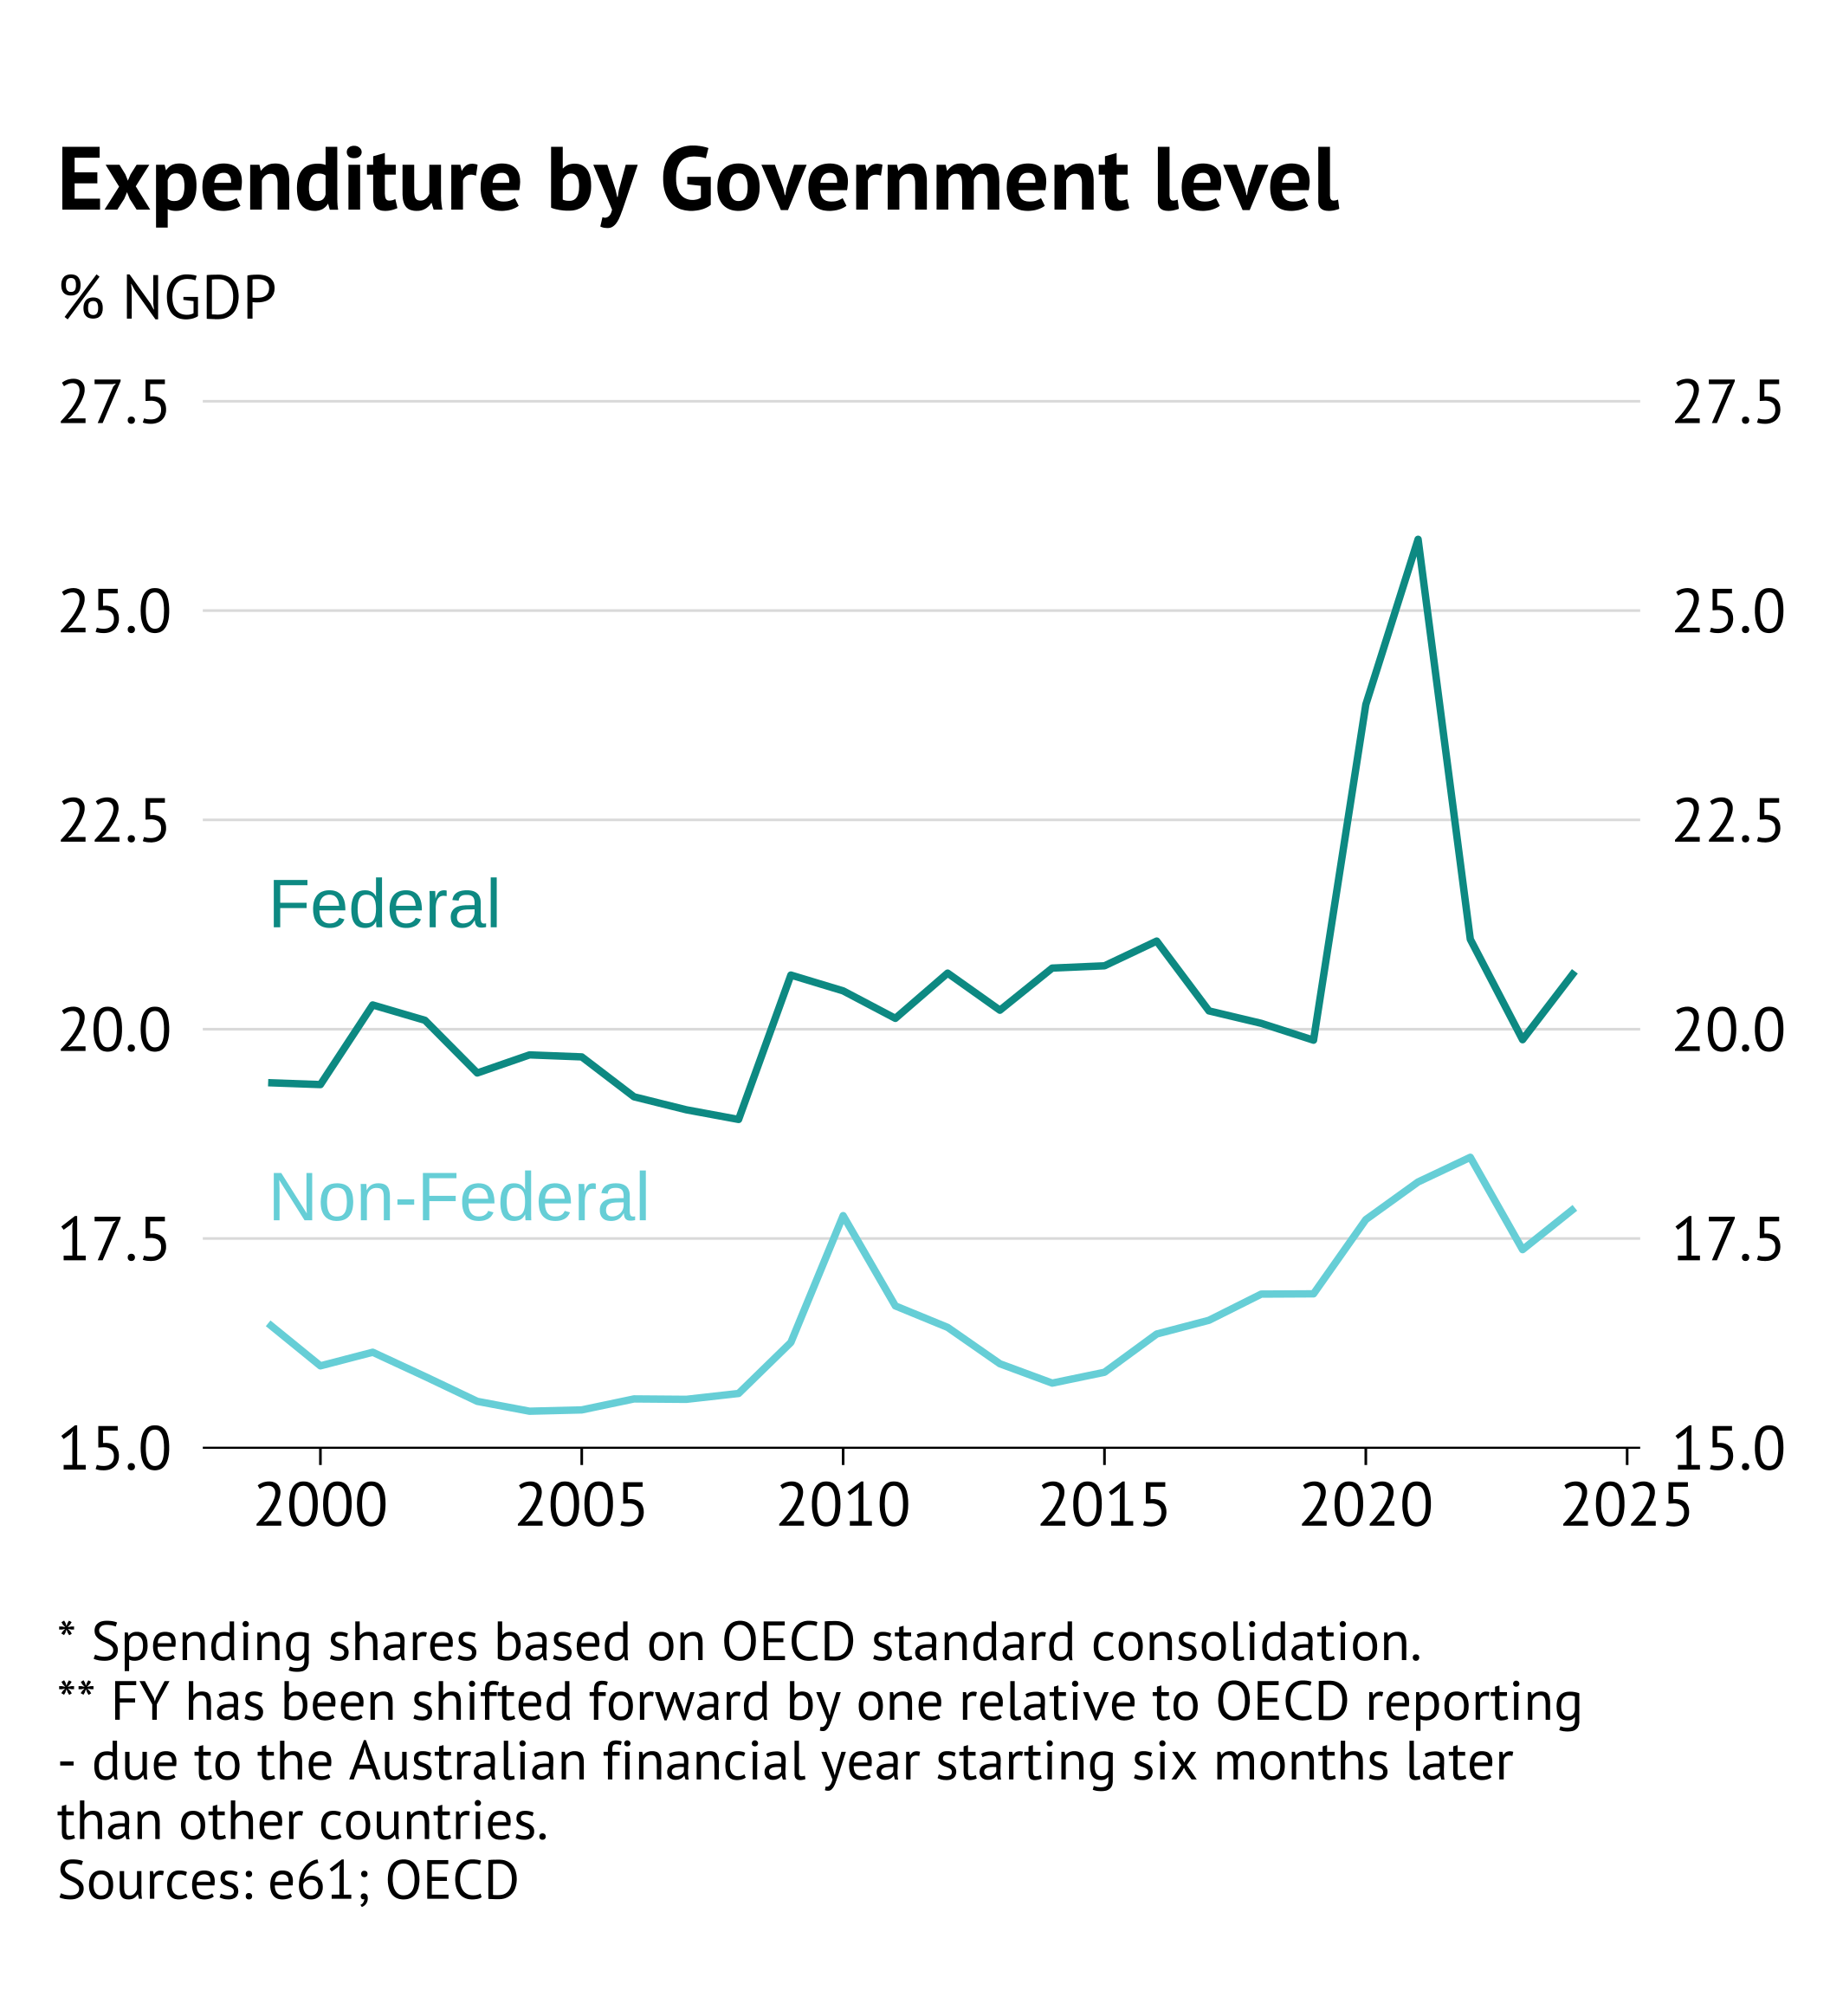 Expenditure by Government level
% NGDP
27.5 27.5
25.0 25.0
22.5 22.5
Federal
20.0 20.0
Non-Federal
17.5 17.5
15.0 15.0
2000 2005 2010 2015 2020 2025
* Spending shares based on OECD standard consolidation.
** FY has been shifted forward by one relative to OECD reporting
- due to the Australian financial year starting six months later
than other countries.
Sources: e61; OECD